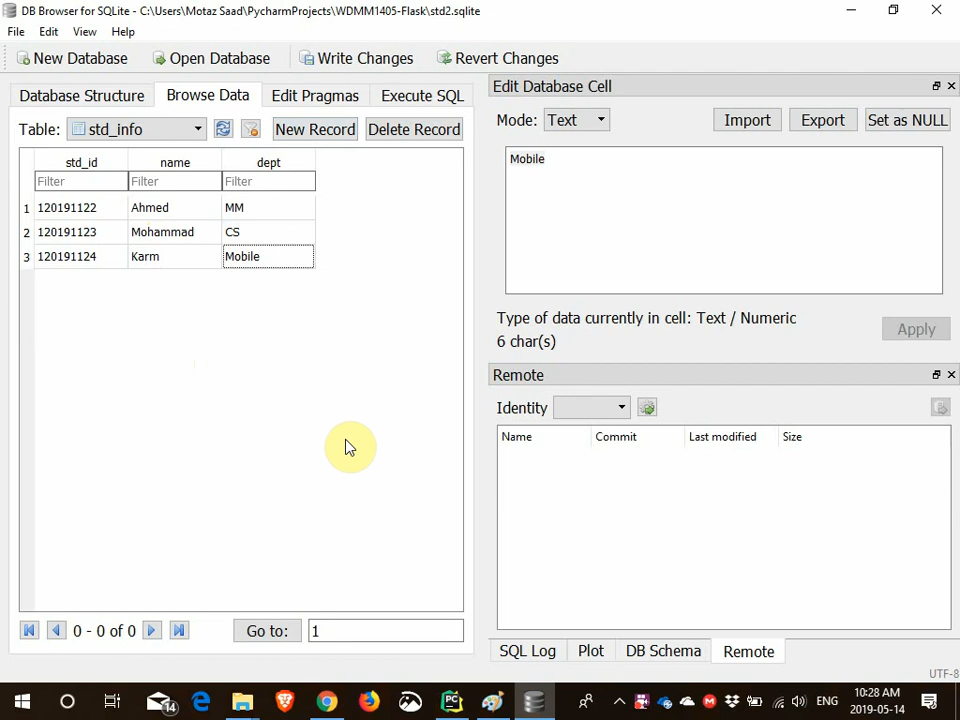 DB Browser for SQLite - C:\Users\Motaz Saad\PycharmProjects\WDMM1405-Flask\std2.sqlite
File Edit View Help
New Database Open Database Write Changes Revert Changes
Database Structure Browse Data Edit Pragmas Execute SQL
Table: std_info New Record Delete Record
std_id name dept
Filter Filter Filter
1 120191122 Ahmed MM
2 120191123 Mohammad CS
3 120191124 Karm Mobile
0 - 0 of 0 Go to: 1
Edit Database Cell
Mode: Text Import Export Set as NULL
Mobile
Type of data currently in cell: Text / Numeric
6 char(s)
Apply
Remote
Identity
Name Commit Last modified Size
SQL Log Plot DB Schema Remote
UTF-8
14 PC ENG 10:28 AM
2019-05-14